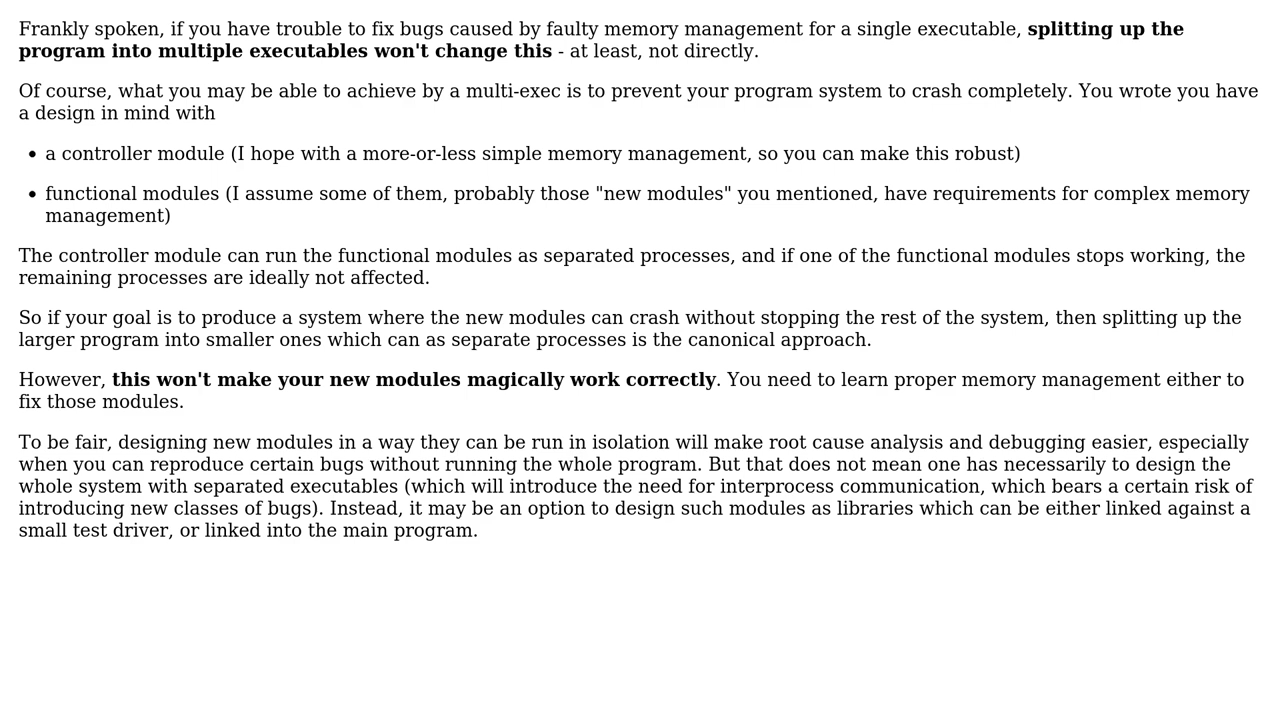 Frankly spoken, if you have trouble to fix bugs caused by faulty memory management for a single executable, splitting up the
program into multiple executables won't change this - at least, not directly.
Of course, what you may be able to achieve by a multi-exec is to prevent your program system to crash completely. You wrote you have
a design in mind with
• a controller module (I hope with a more-or-less simple memory management, so you can make this robust)
• functional modules (I assume some of them, probably those "new modules" you mentioned, have requirements for complex memory
management)
The controller module can run the functional modules as separated processes, and if one of the functional modules stops working, the
remaining processes are ideally not affected.
So if your goal is to produce a system where the new modules can crash without stopping the rest of the system, then splitting up the
larger program into smaller ones which can as separate processes is the canonical approach.
However, this won't make your new modules magically work correctly. You need to learn proper memory management either to
fix those modules.
To be fair, designing new modules in a way they can be run in isolation will make root cause analysis and debugging easier, especially
when you can reproduce certain bugs without running the whole program. But that does not mean one has necessarily to design the
whole system with separated executables (which will introduce the need for interprocess communication, which bears a certain risk of
introducing new classes of bugs). Instead, it may be an option to design such modules as libraries which can be either linked against a
small test driver, or linked into the main program.